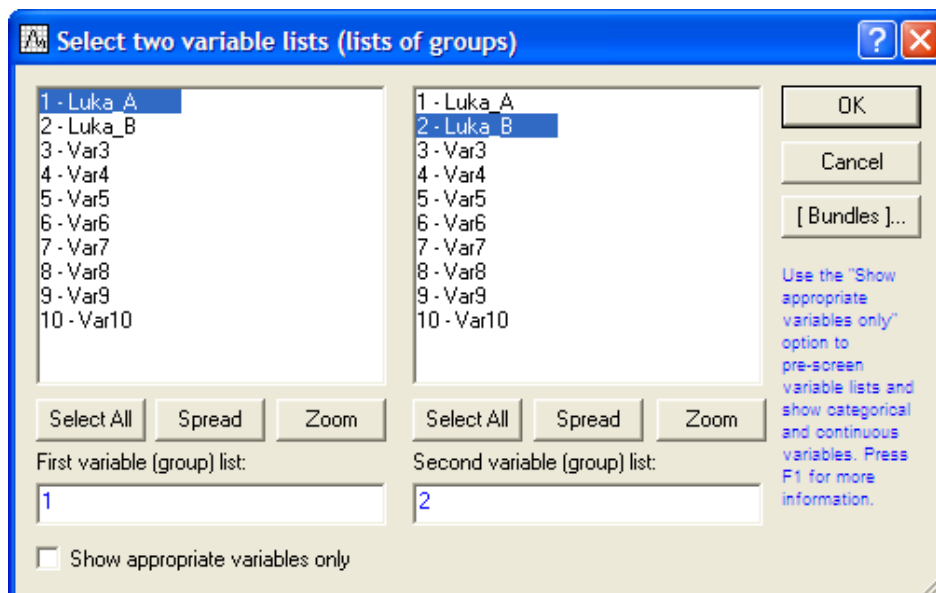 Select two variable lists (lists of groups)
1 - Luka_A
2 - Luka_B
3 - Var3
4 - Var4
5 - Var5
6 - Var6
7 - Var7
8 - Var8
9 - Var9
10 - Var10
1 - Luka_A
2 - Luka_B
3 - Var3
4 - Var4
5 - Var5
6 - Var6
7 - Var7
8 - Var8
9 - Var9
10 - Var10
OK
Cancel
[ Bundles ]...
Use the "Show
appropriate
variables only"
option to
pre-screen
variable lists and
show categorical
and continuous
variables. Press
F1 for more
information.
Select All
Spread
Zoom
Select All
Spread
Zoom
First variable (group) list:
Second variable (group) list:
1
2
Show appropriate variables only